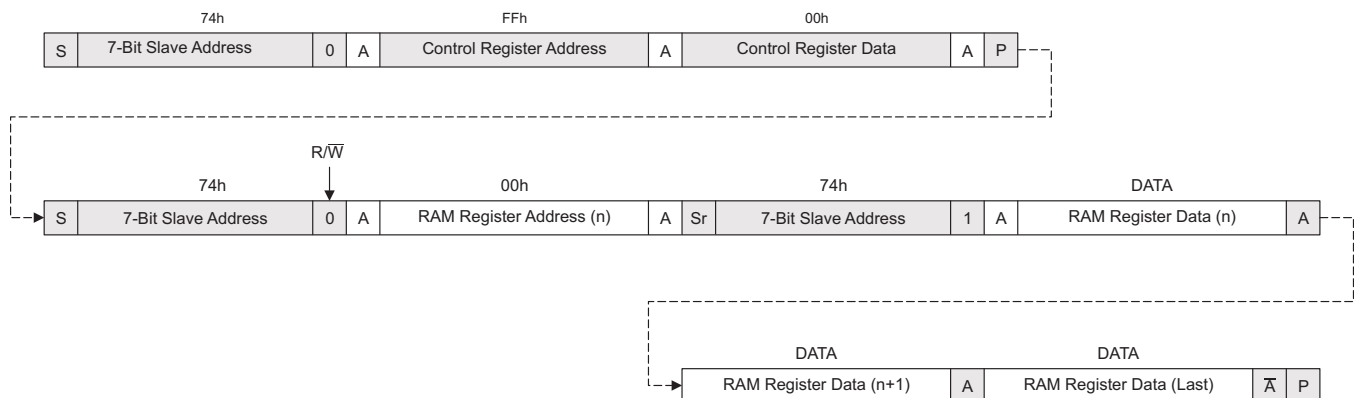 74h FFh 00h
S 7-Bit Slave Address 0 A Control Register Address A Control Register Data A P
R/W̅
74h 00h 74h DATA
S 7-Bit Slave Address 0 A RAM Register Address (n) A Sr 7-Bit Slave Address 1 A RAM Register Data (n) A
DATA DATA
RAM Register Data (n+1) A RAM Register Data (Last) A̅ P